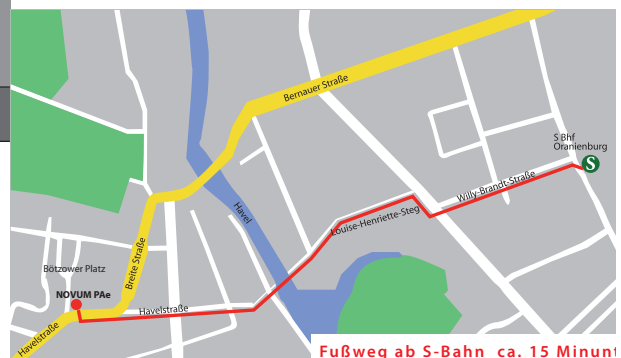 Bernauer Straße
S Bhf
Oranienburg
S
Willy-Brandt-Straße
Havel
Louise-Henriette-Steg
Breite Straße
Bötzower Platz
NOVUM PAe
Havelstraße
Havelstraße
Fußweg ab S-Bahn ca. 15 Minunt